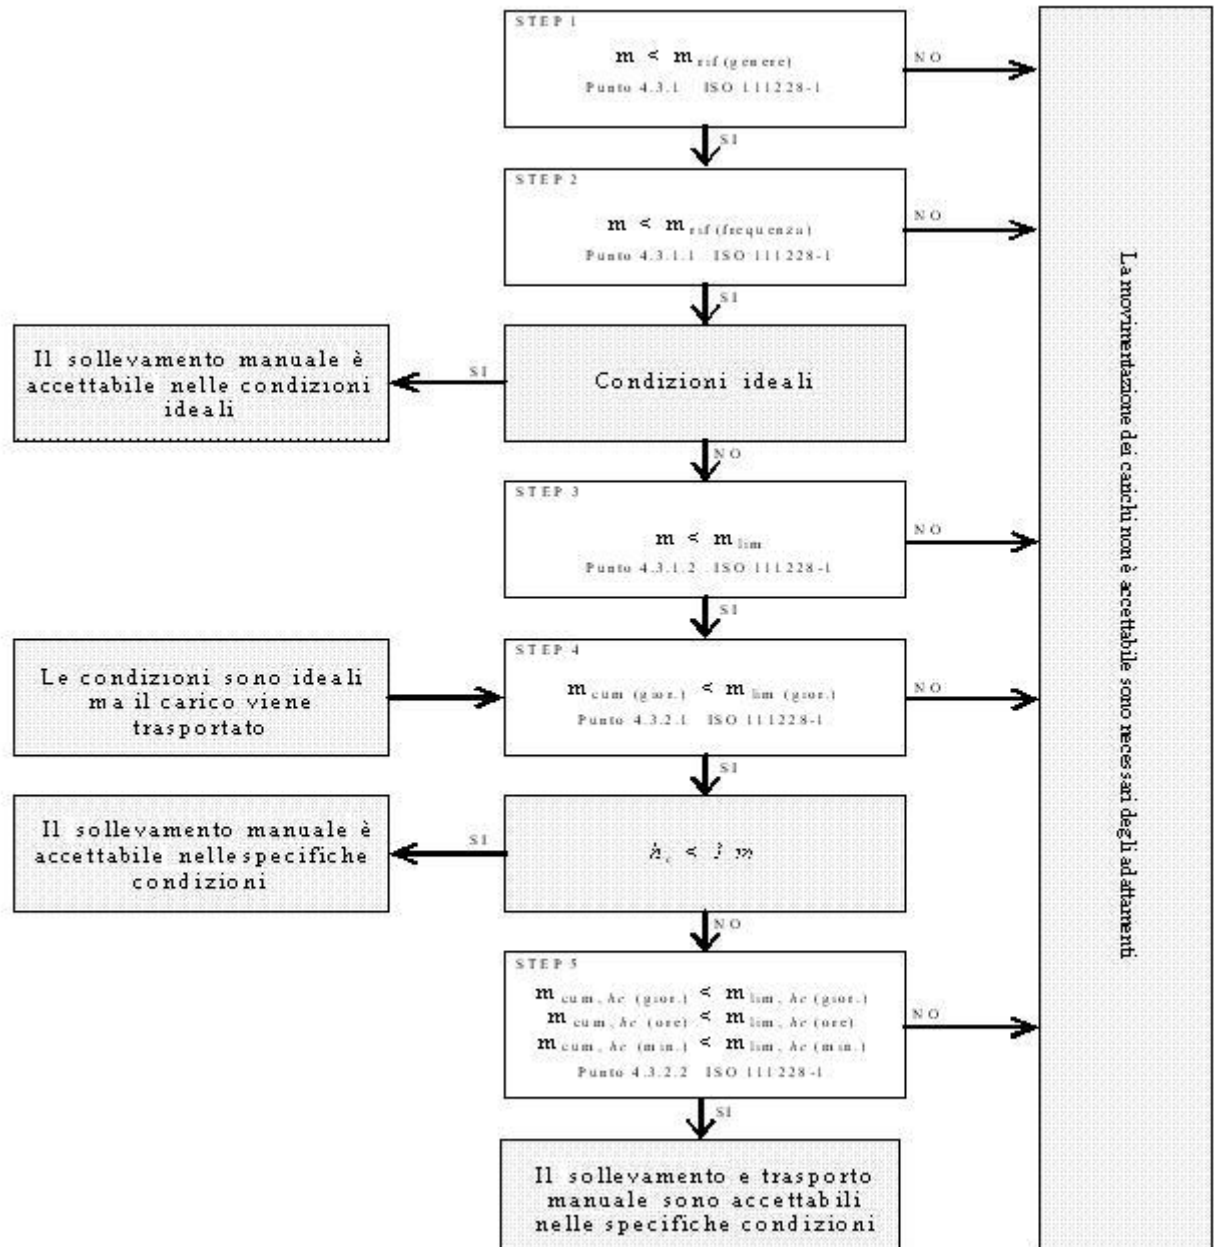 STEP 1
m < m rif (genere)
Punto 4.3.1 ISO 111228-1
NO
SI
STEP 2
m < m rif (frequenza)
Punto 4.3.1.1 ISO 111228-1
NO
SI
Il sollevamento manuale è
accettabile nelle condizioni
ideali
SI
Condizioni ideali
NO
STEP 3
m < m lim
Punto 4.3.1.2 ISO 111228-1
NO
SI
Le condizioni sono ideali
ma il carico viene
trasportato
STEP 4
m cum (gior.) < m lim (gior.)
Punto 4.3.2.1 ISO 111228-1
NO
SI
Il sollevamento manuale è
accettabile nelle specifiche
condizioni
SI
h c < 3 m
NO
STEP 5
m cum, hc (gior.) < m lim, hc (gior.)
m cum, hc (ore) < m lim, hc (ore)
m cum, hc (min.) < m lim, hc (min.)
Punto 4.3.2.2 ISO 111228-1
NO
SI
Il sollevamento e trasporto
manuale sono accettabili
nelle specifiche condizioni
La movimentazione dei carichi non è accettabile sono necessari degli adattamenti